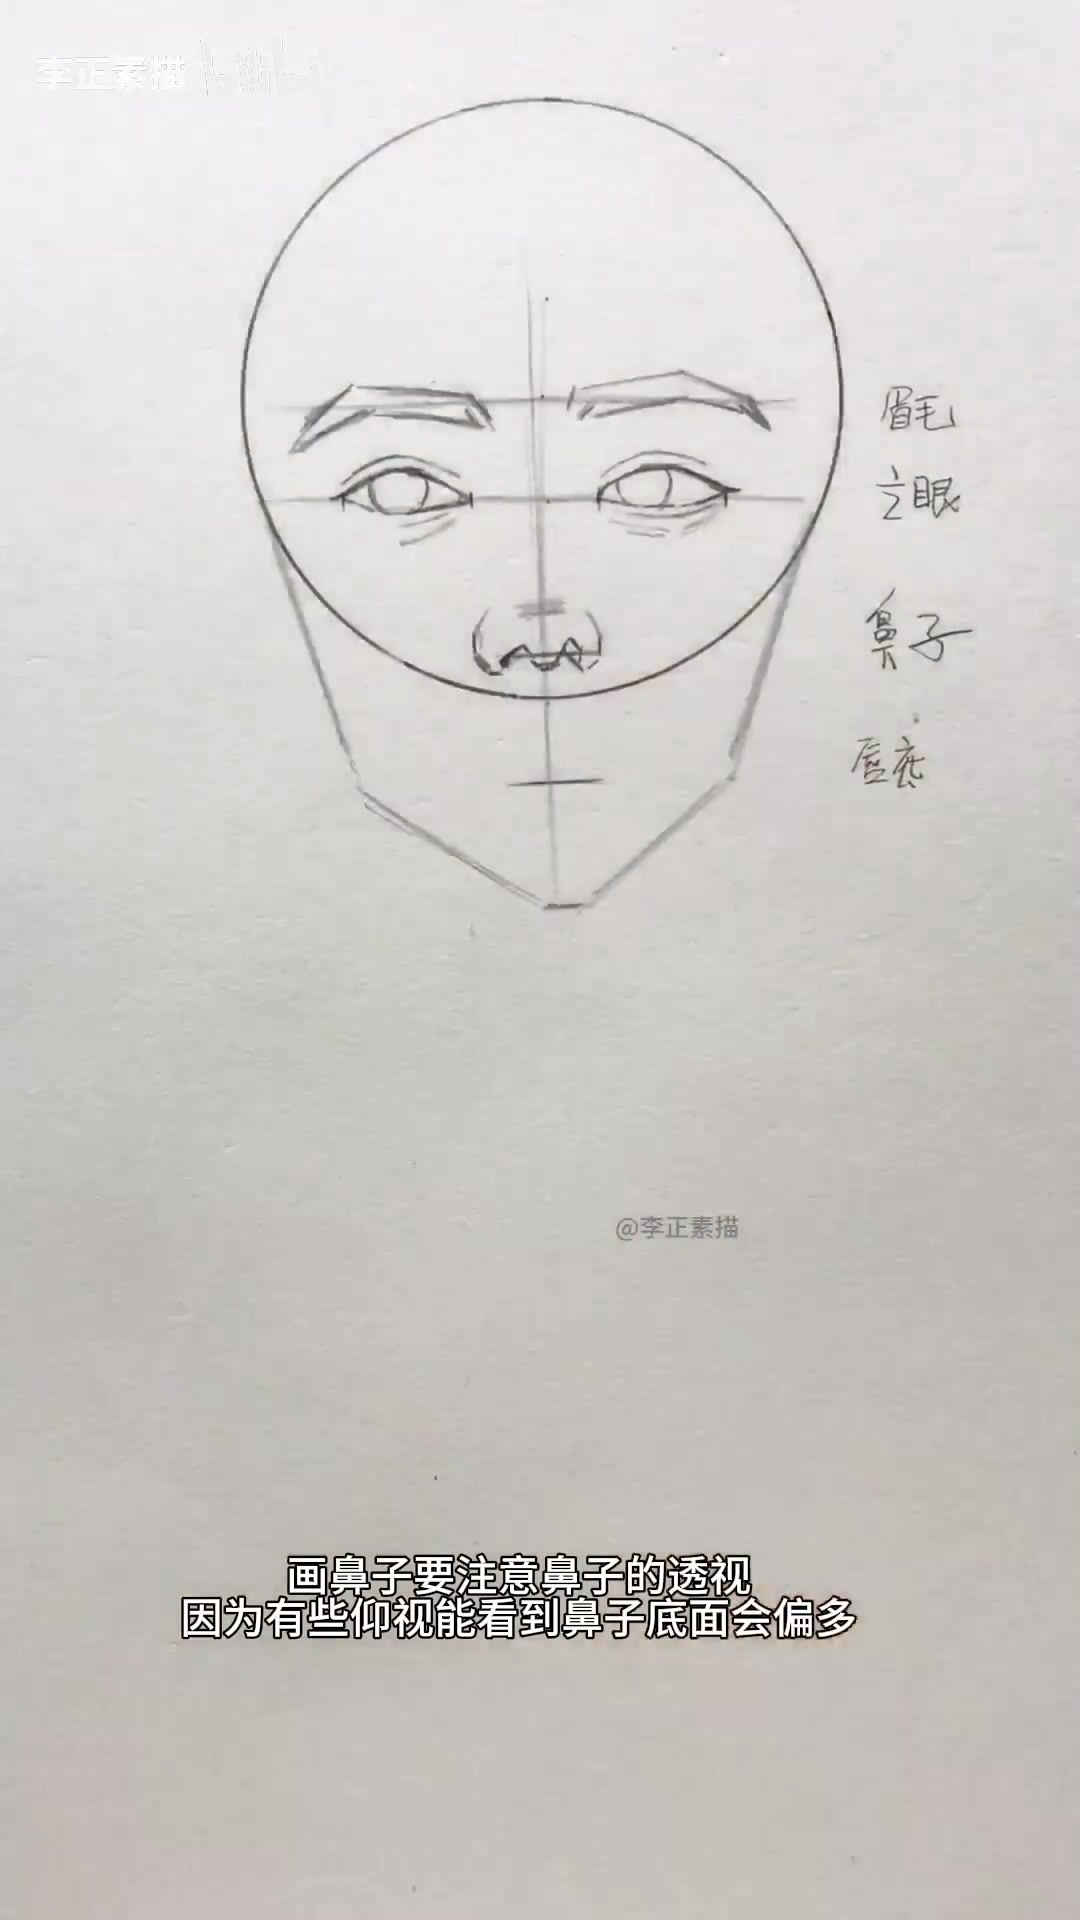 李正素描 bilibili
眉毛
立眼
鼻子
唇底
@李正素描
画鼻子要注意鼻子的透视
因为有些仰视能看到鼻子底面会偏多